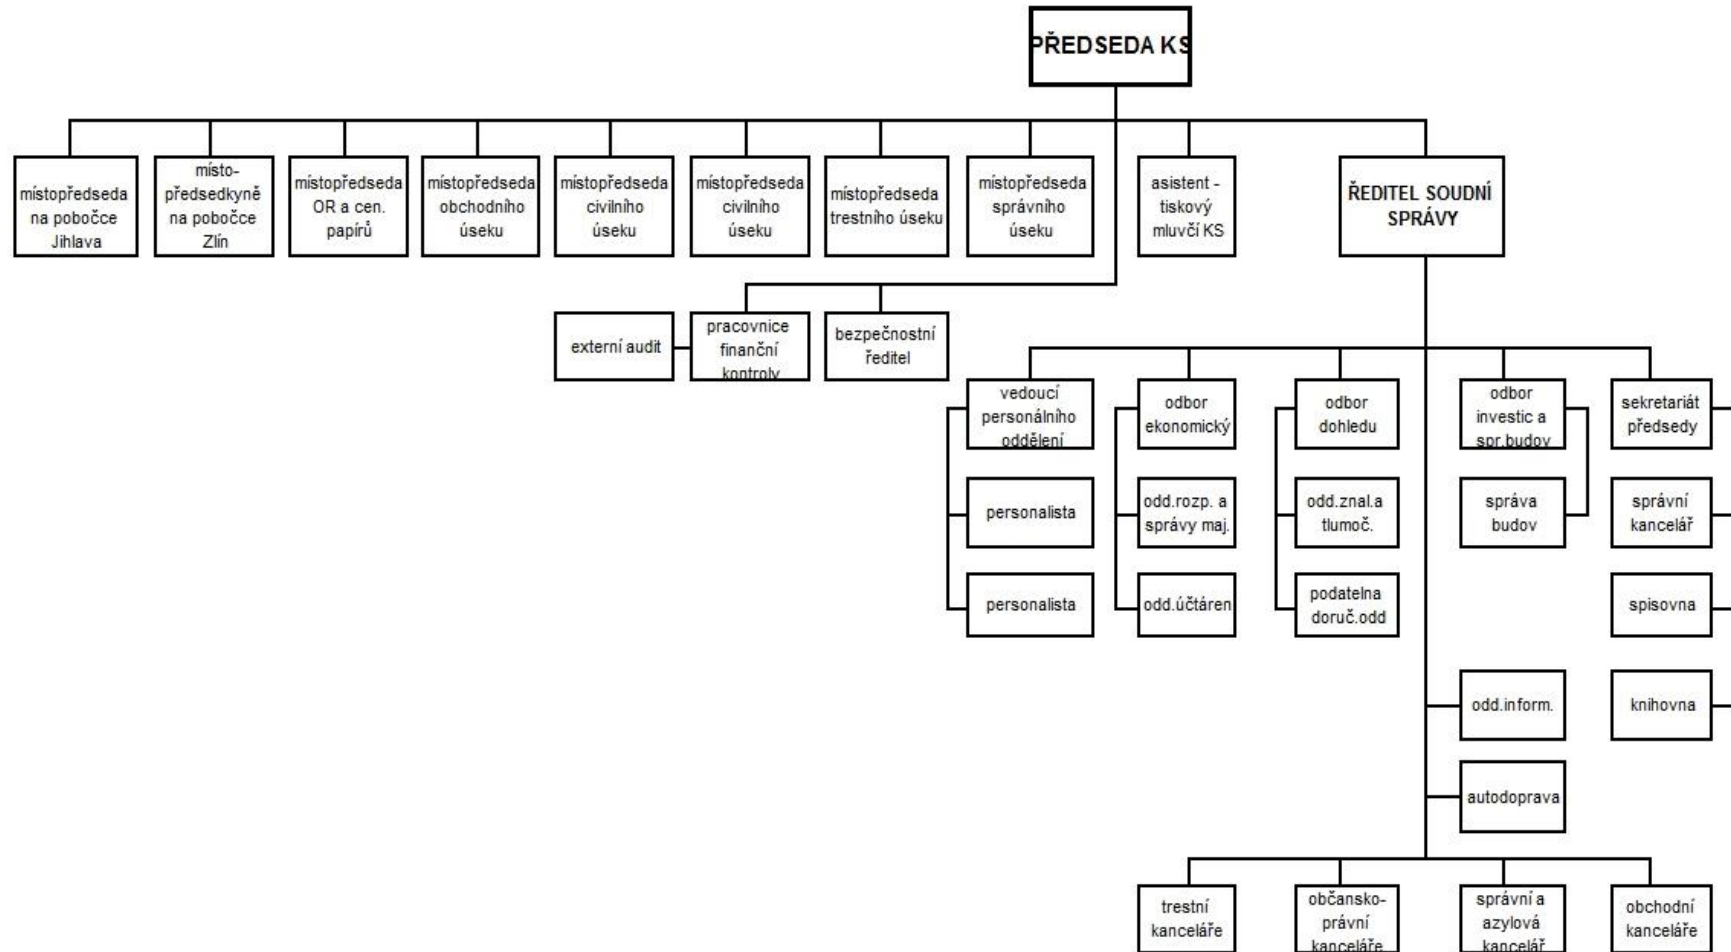 PŘEDSEDA KS
místopředseda
na pobočce
Jihlava
místo-
předsedkyně
na pobočce
Zlín
místopředseda
OR a cen.
papírů
místopředseda
obchodního
úseku
místopředseda
civilního
úseku
místopředseda
civilního
úseku
místopředseda
trestního úseku
místopředseda
správního
úseku
asistent -
tiskový
mluvčí KS
ŘEDITEL SOUDNÍ
SPRÁVY
externí audit
pracovnice
finanční
kontroly
bezpečnostní
ředitel
vedoucí
personálního
oddělení
odbor
ekonomický
odbor
dohledu
odbor
investic a
spr.budov
sekretariát
předsedy
personalista
odd.rozp. a
správy maj.
odd.znal.a
tlumoč.
správa
budov
správní
kancelář
personalista
odd.účtáren
podatelna
doruč.odd
spisovna
odd.inform.
knihovna
autodoprava
trestní
kanceláře
občansko-
právní
kanceláře
správní a
azylová
kancelář
obchodní
kanceláře